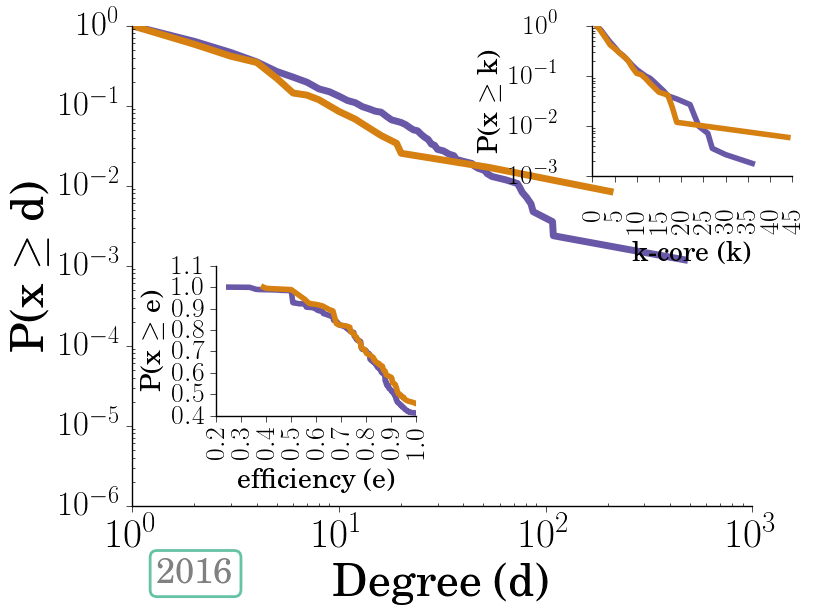 10^0
10^-1
10^-2
10^-3
10^-4
10^-5
10^-6
P(x ≥ d)
10^0 10^1 10^2 10^3
Degree (d)
2016
10^0
10^-1
10^-2
10^-3
P(x ≥ k)
0 5 10 15 20 25 30 35 40 45
k-core (k)
1.1
1.0
0.9
0.8
0.7
0.6
0.5
0.4
P(x ≥ e)
0.2 0.3 0.4 0.5 0.6 0.7 0.8 0.9 1.0
efficiency (e)